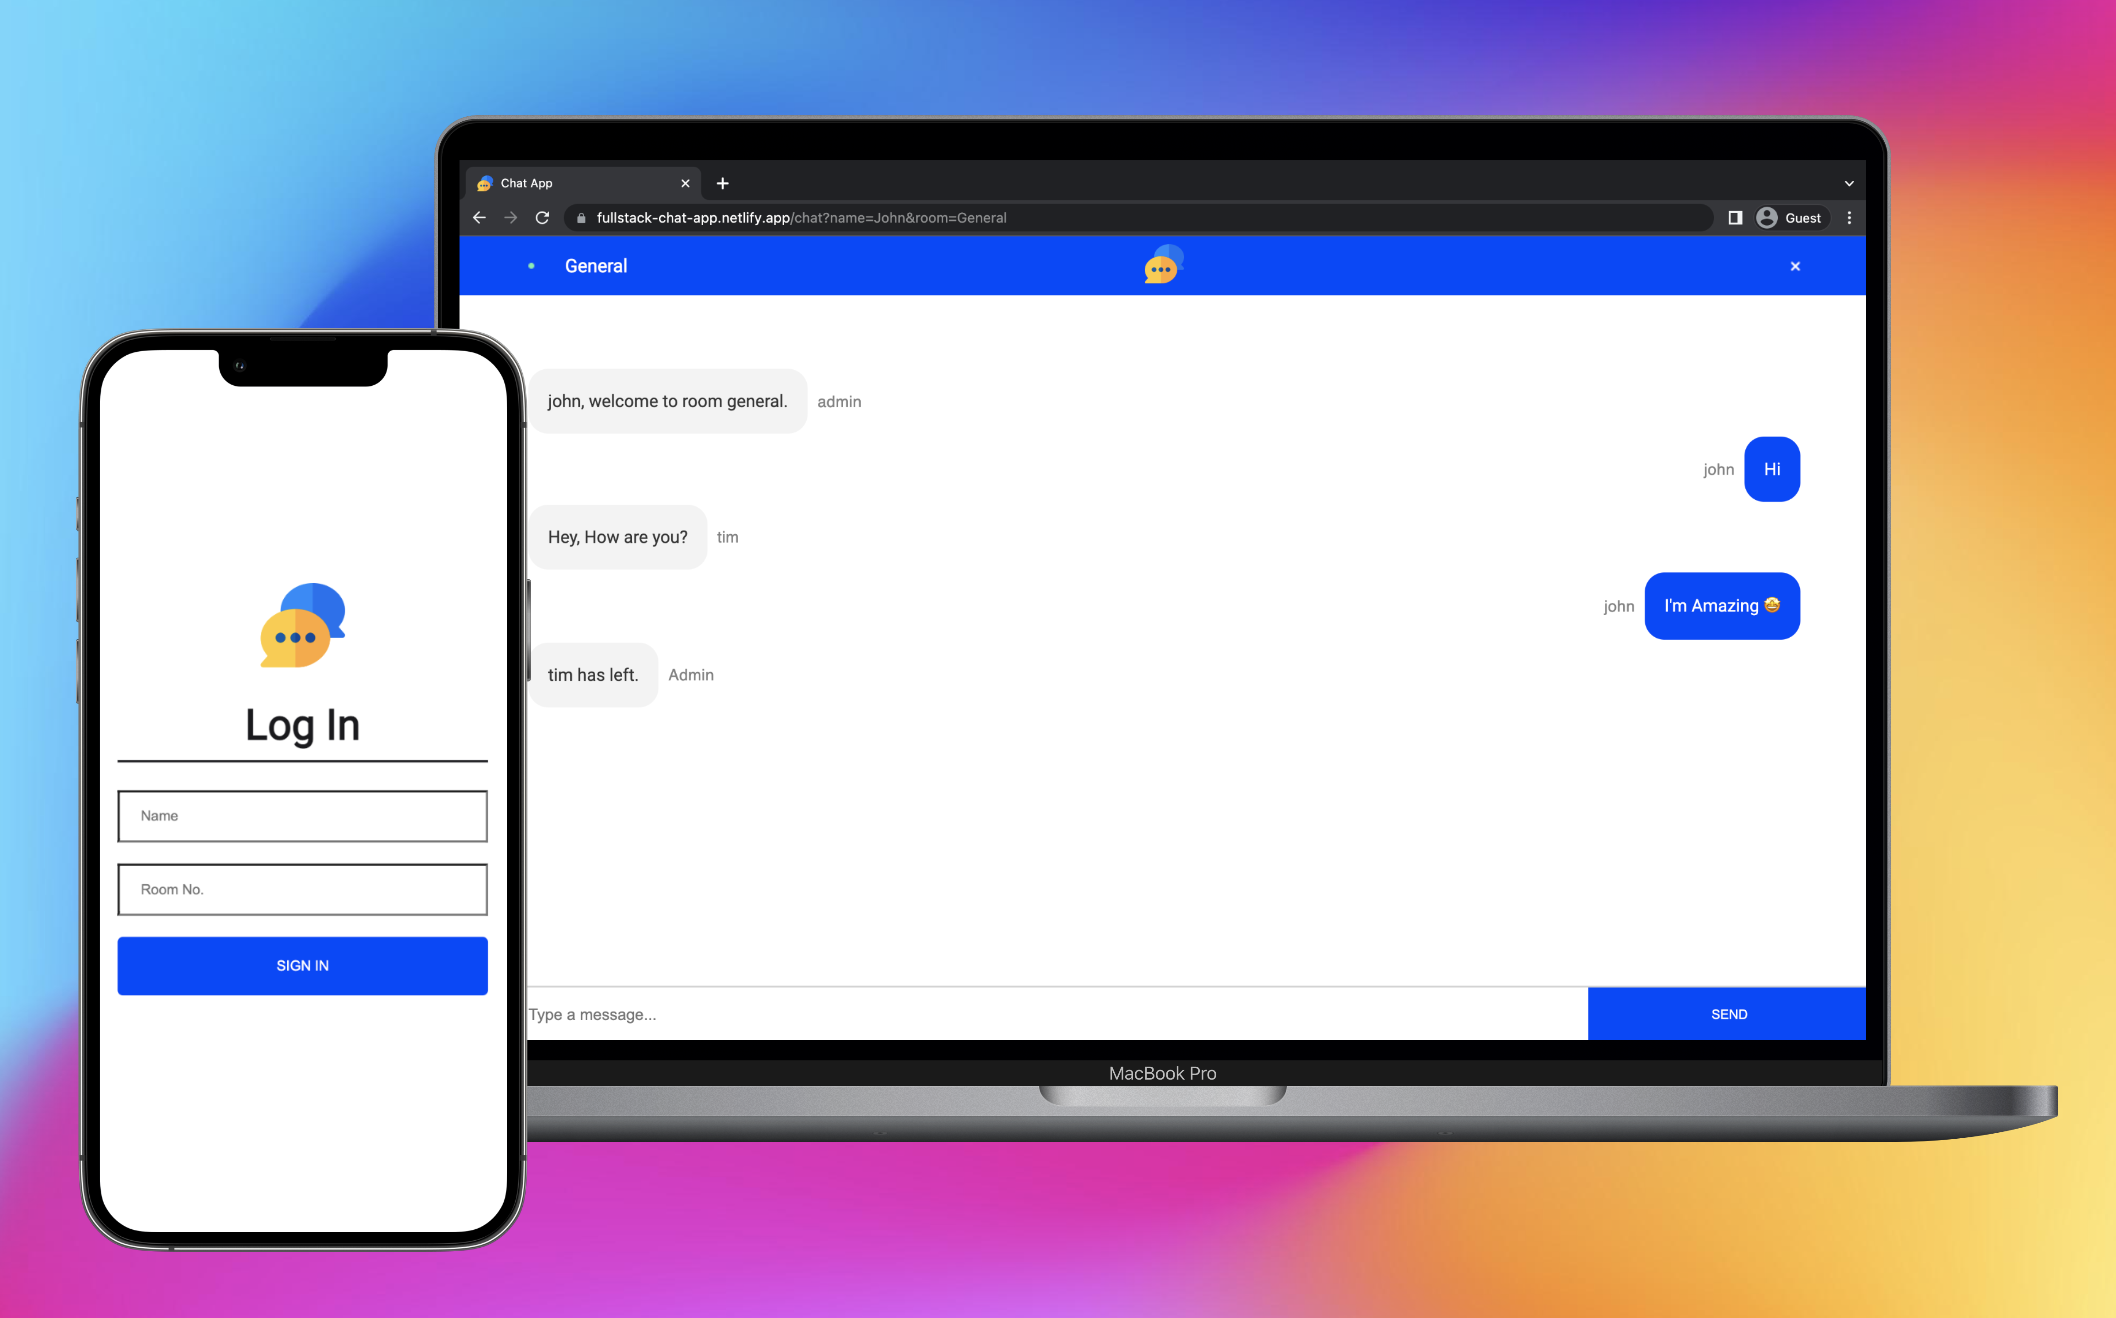 Chat App
fullstack-chat-app.netlify.app/chat?name=John&room=General
Guest
General
john, welcome to room general. admin
john Hi
Hey, How are you? tim
john I'm Amazing 🤩
tim has left. Admin
Type a message...
SEND
MacBook Pro
Log In
Name
Room No.
SIGN IN